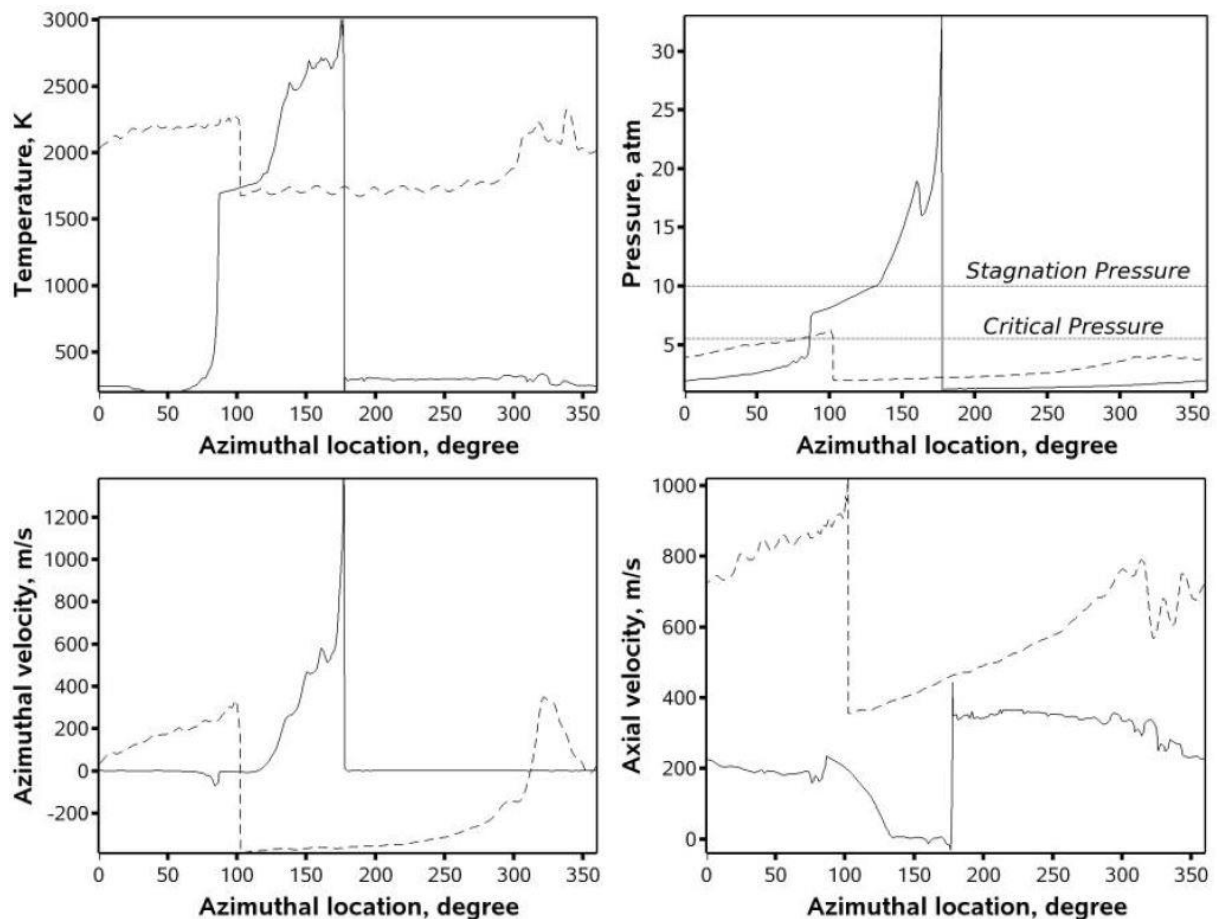 Temperature, K
3000
2500
2000
1500
1000
500
0 50 100 150 200 250 300 350
Azimuthal location, degree
Pressure, atm
30
25
20
15
10
5
Stagnation Pressure
Critical Pressure
0 50 100 150 200 250 300 350
Azimuthal location, degree
Azimuthal velocity, m/s
1200
1000
800
600
400
200
0
-200
0 50 100 150 200 250 300 350
Azimuthal location, degree
Axial velocity, m/s
1000
800
600
400
200
0
0 50 100 150 200 250 300 350
Azimuthal location, degree